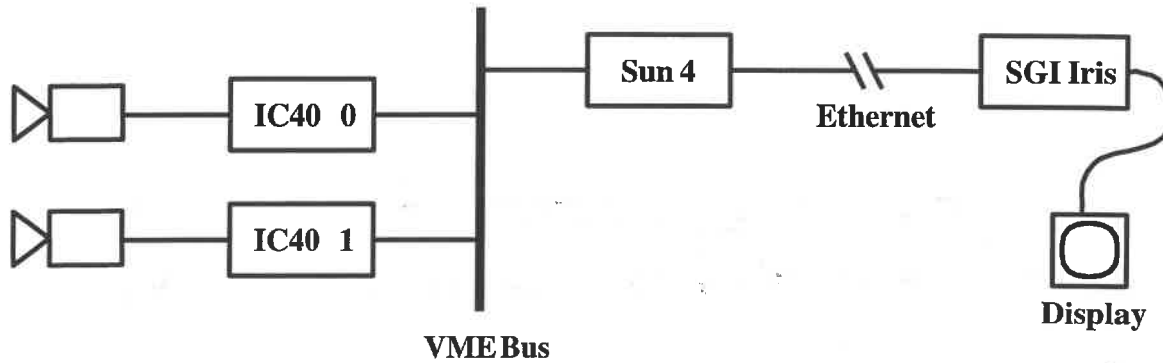 Sun 4
SGI Iris
IC40 0
Ethernet
IC40 1
Display
VME Bus